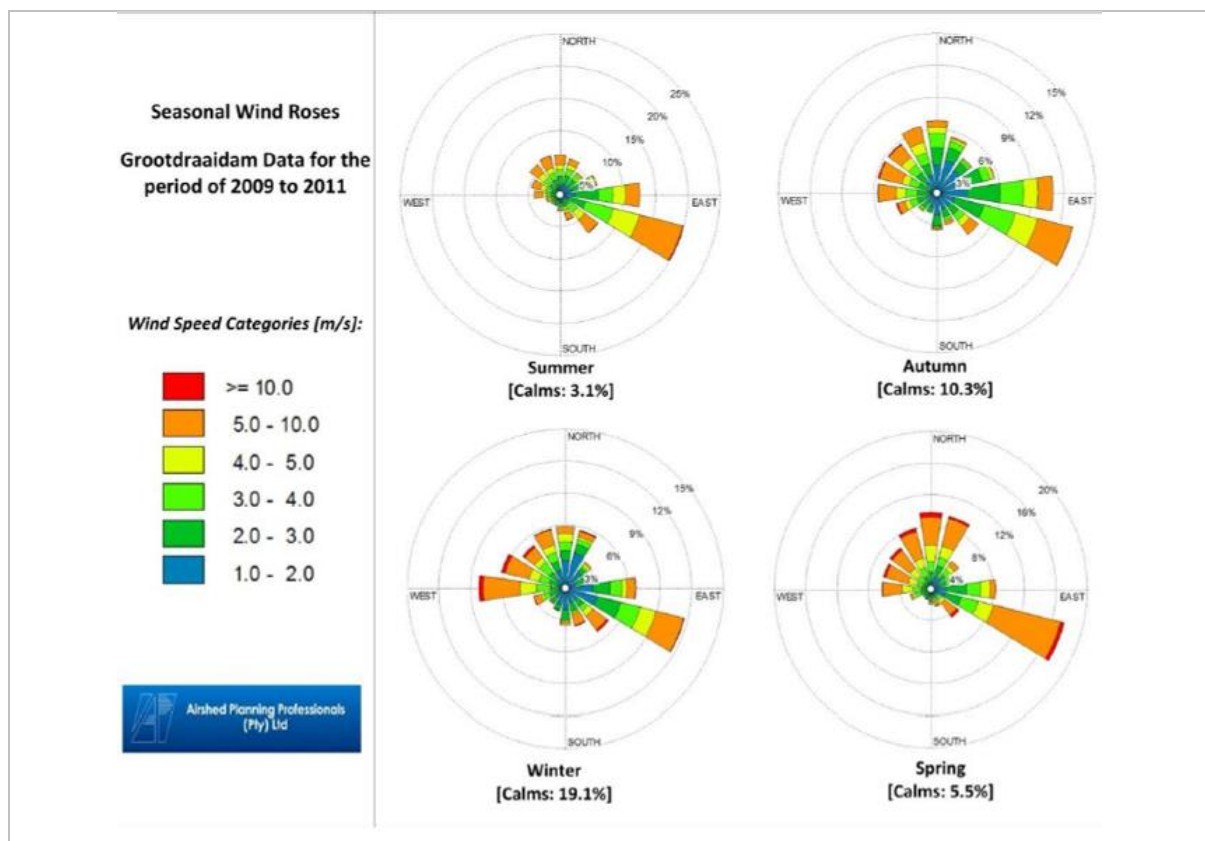 Seasonal Wind Roses
Grootdraaidam Data for the
period of 2009 to 2011
Wind Speed Categories [m/s]:
>= 10.0
5.0 - 10.0
4.0 - 5.0
3.0 - 4.0
2.0 - 3.0
1.0 - 2.0
Airshed Planning Professionals
(Pty) Ltd
NORTH
25%
20%
15%
10%
5%
WEST
EAST
SOUTH
Summer
[Calms: 3.1%]
NORTH
15%
12%
9%
6%
3%
WEST
EAST
SOUTH
Autumn
[Calms: 10.3%]
NORTH
15%
12%
9%
6%
3%
WEST
EAST
SOUTH
Winter
[Calms: 19.1%]
NORTH
20%
16%
12%
8%
4%
WEST
EAST
SOUTH
Spring
[Calms: 5.5%]